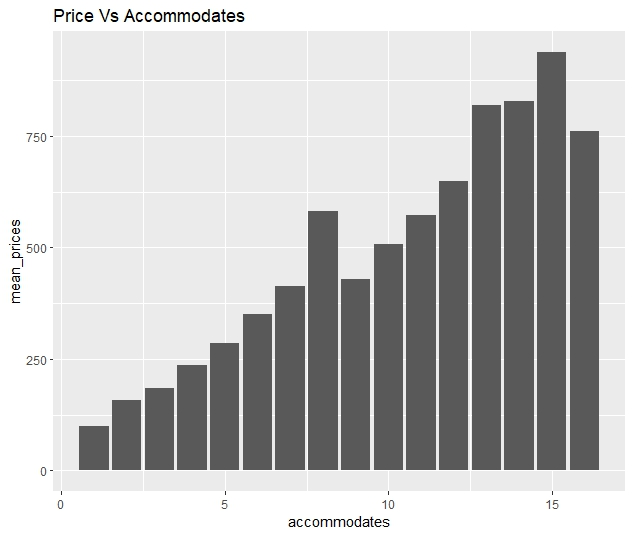 Price Vs Accommodates
mean_prices
750
500
250
0
0 5 10 15
accommodates